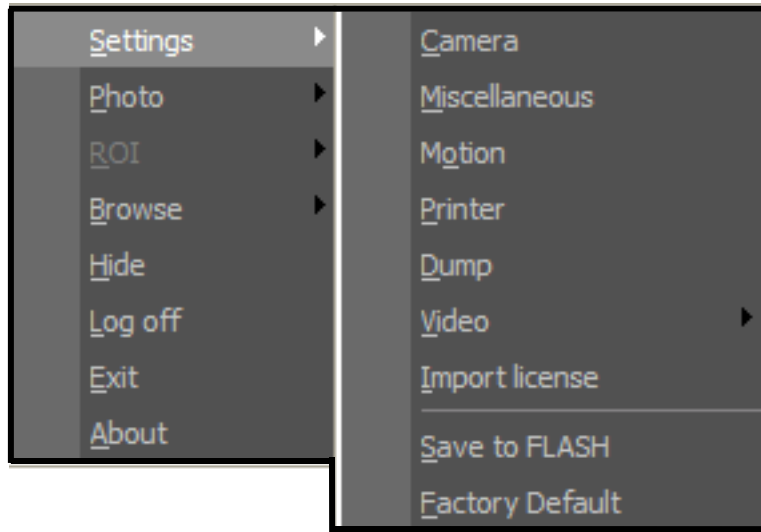 Settings
Photo
ROI
Browse
Hide
Log off
Exit
About
Camera
Miscellaneous
Motion
Printer
Dump
Video
Import license
Save to FLASH
Factory Default